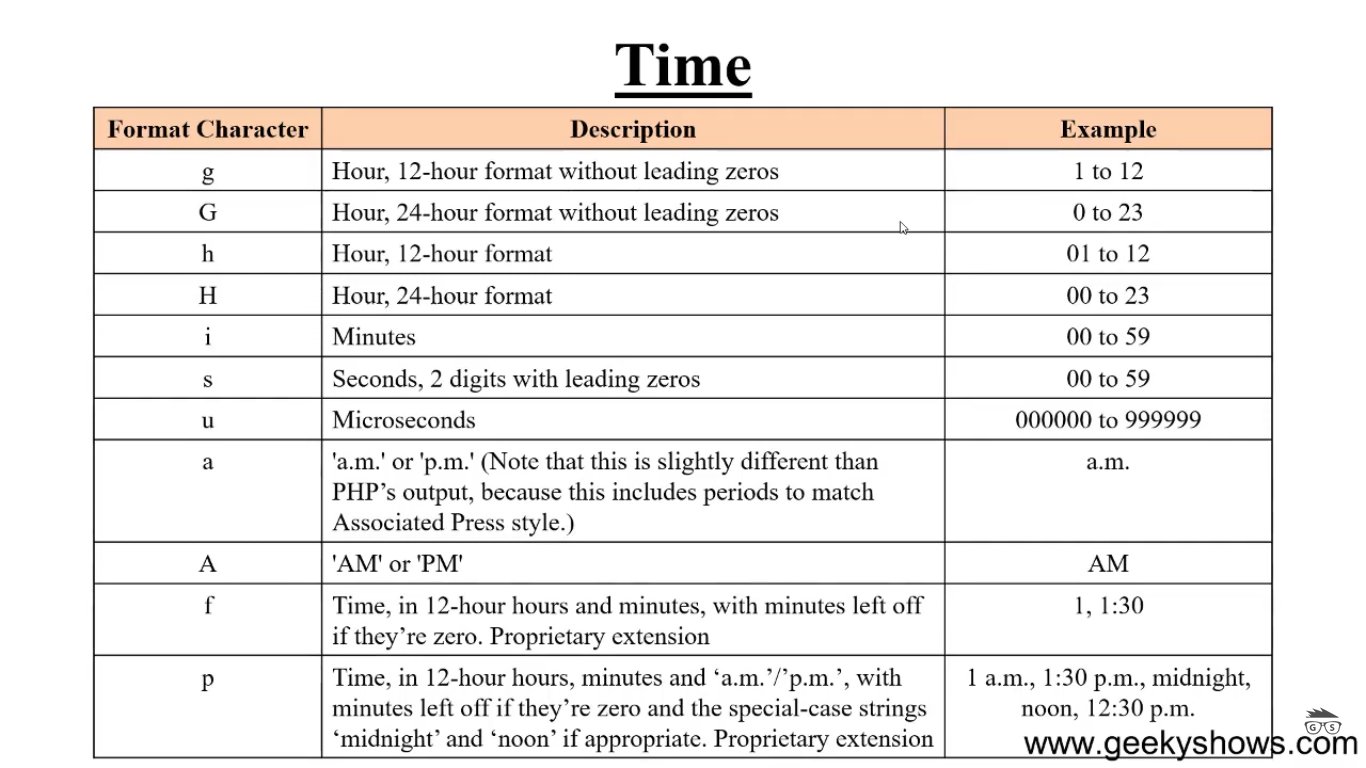 Time
Format Character Description Example
g Hour, 12-hour format without leading zeros 1 to 12
G Hour, 24-hour format without leading zeros 0 to 23
h Hour, 12-hour format 01 to 12
H Hour, 24-hour format 00 to 23
i Minutes 00 to 59
s Seconds, 2 digits with leading zeros 00 to 59
u Microseconds 000000 to 999999
a 'a.m.' or 'p.m.' (Note that this is slightly different than a.m.
PHP’s output, because this includes periods to match
Associated Press style.)
A 'AM' or 'PM' AM
f Time, in 12-hour hours and minutes, with minutes left off 1, 1:30
if they’re zero. Proprietary extension
p Time, in 12-hour hours, minutes and ‘a.m.’/’p.m.’, with 1 a.m., 1:30 p.m., midnight,
minutes left off if they’re zero and the special-case strings noon, 12:30 p.m.
‘midnight’ and ‘noon’ if appropriate. Proprietary extension
G S
www.geekyshows.com